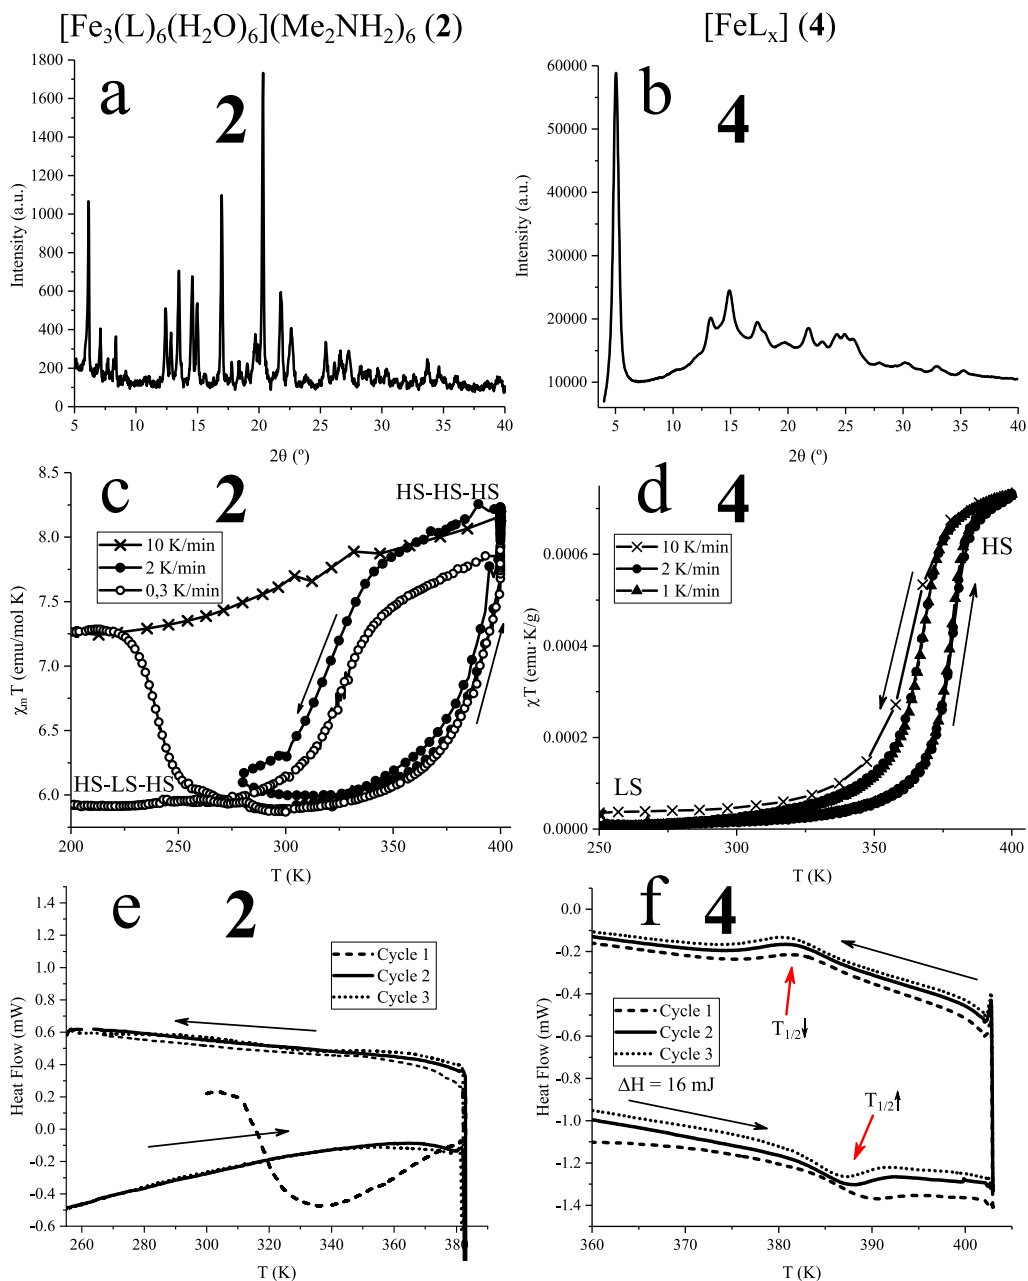 [Fe3(L)6(H2O)6](Me2NH2)6 (2)
[FeLx] (4)
a
2
1800
1600
1400
1200
1000
800
600
400
200
0
Intensity (a.u.)
5 10 15 20 25 30 35 40
2θ (º)
b
4
60000
50000
40000
30000
20000
10000
Intensity (a.u.)
5 10 15 20 25 30 35 40
2θ (º)
c
2
HS-HS-HS
10 K/min
2 K/min
0,3 K/min
HS-LS-HS
8.5
8.0
7.5
7.0
6.5
6.0
χmT (emu/mol K)
200 250 300 350 400
T (K)
d
4
HS
10 K/min
2 K/min
1 K/min
LS
0.0006
0.0004
0.0002
0.0000
χT (emu·K/g)
250 300 350 400
T (K)
e
2
Cycle 1
Cycle 2
Cycle 3
1.4
1.2
1.0
0.8
0.6
0.4
0.2
0.0
-0.2
-0.4
-0.6
Heat Flow (mW)
260 280 300 320 340 360 380
T (K)
f
4
T1/2↓
Cycle 1
Cycle 2
Cycle 3
ΔH = 16 mJ
T1/2↑
0.0
-0.2
-0.4
-0.6
-0.8
-1.0
-1.2
-1.4
Heat Flow (mW)
360 370 380 390 400
T (K)